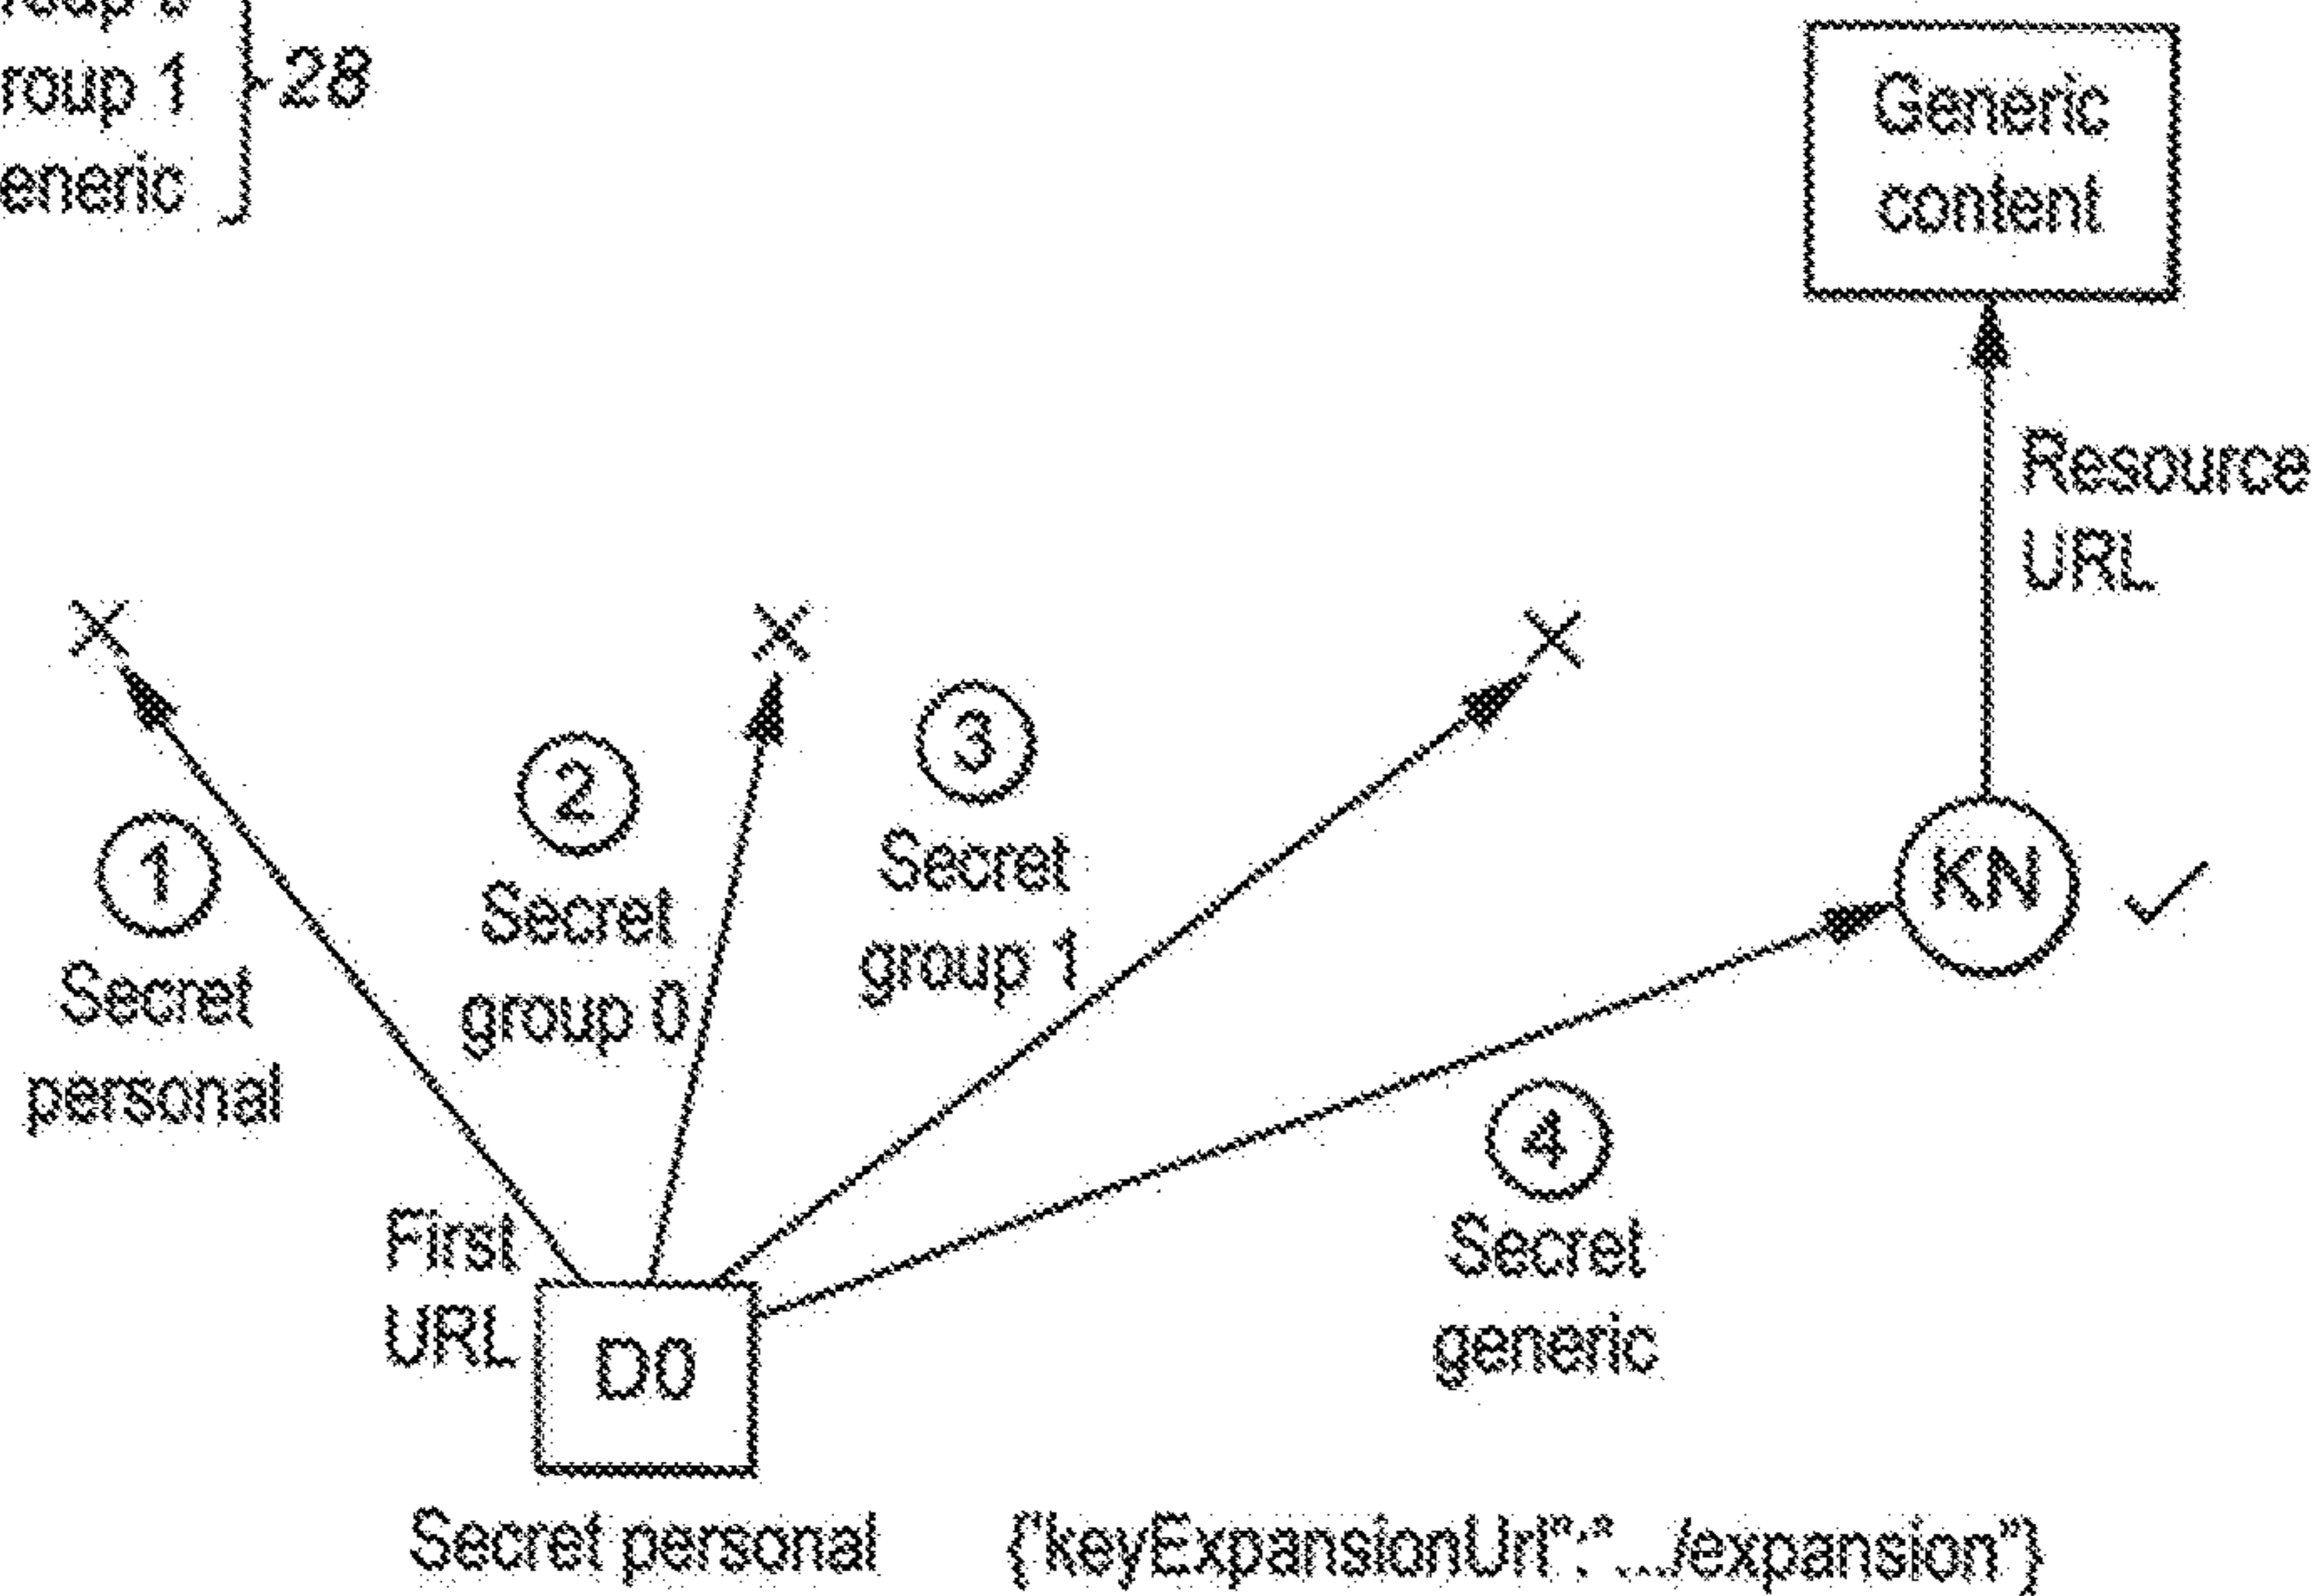 roup 1
eneric
28
Generic
content
Resource
URL
1
Secret
personal
2
Secret
group 0
3
Secret
group 1
KN
4
Secret
generic
First
URL
D0
Secret personal
{"keyExpansionUrl":".../expansion"}